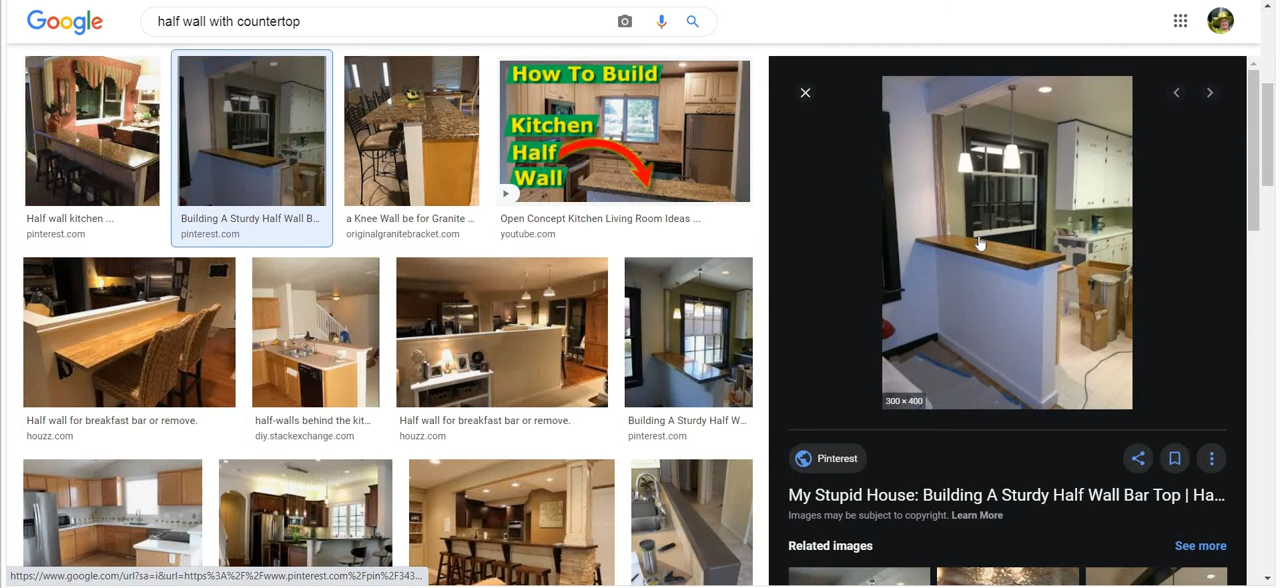 Google
half wall with countertop
How To Build
Kitchen
Half
Wall
Half wall kitchen ...
pinterest.com
Building A Sturdy Half Wall B...
pinterest.com
a Knee Wall be for Granite ...
originalgranitebracket.com
Open Concept Kitchen Living Room Ideas ...
youtube.com
Half wall for breakfast bar or remove.
houzz.com
half-walls behind the kit...
diy.stackexchange.com
Half wall for breakfast bar or remove.
houzz.com
Building A Sturdy Half W...
pinterest.com
300 × 400
Pinterest
My Stupid House: Building A Sturdy Half Wall Bar Top | Ha...
Images may be subject to copyright. Learn More
Related images
See more
https://www.google.com/url?sa=i&url=https%3A%2F%2Fwww.pinterest.com%2Fpin%2F343...